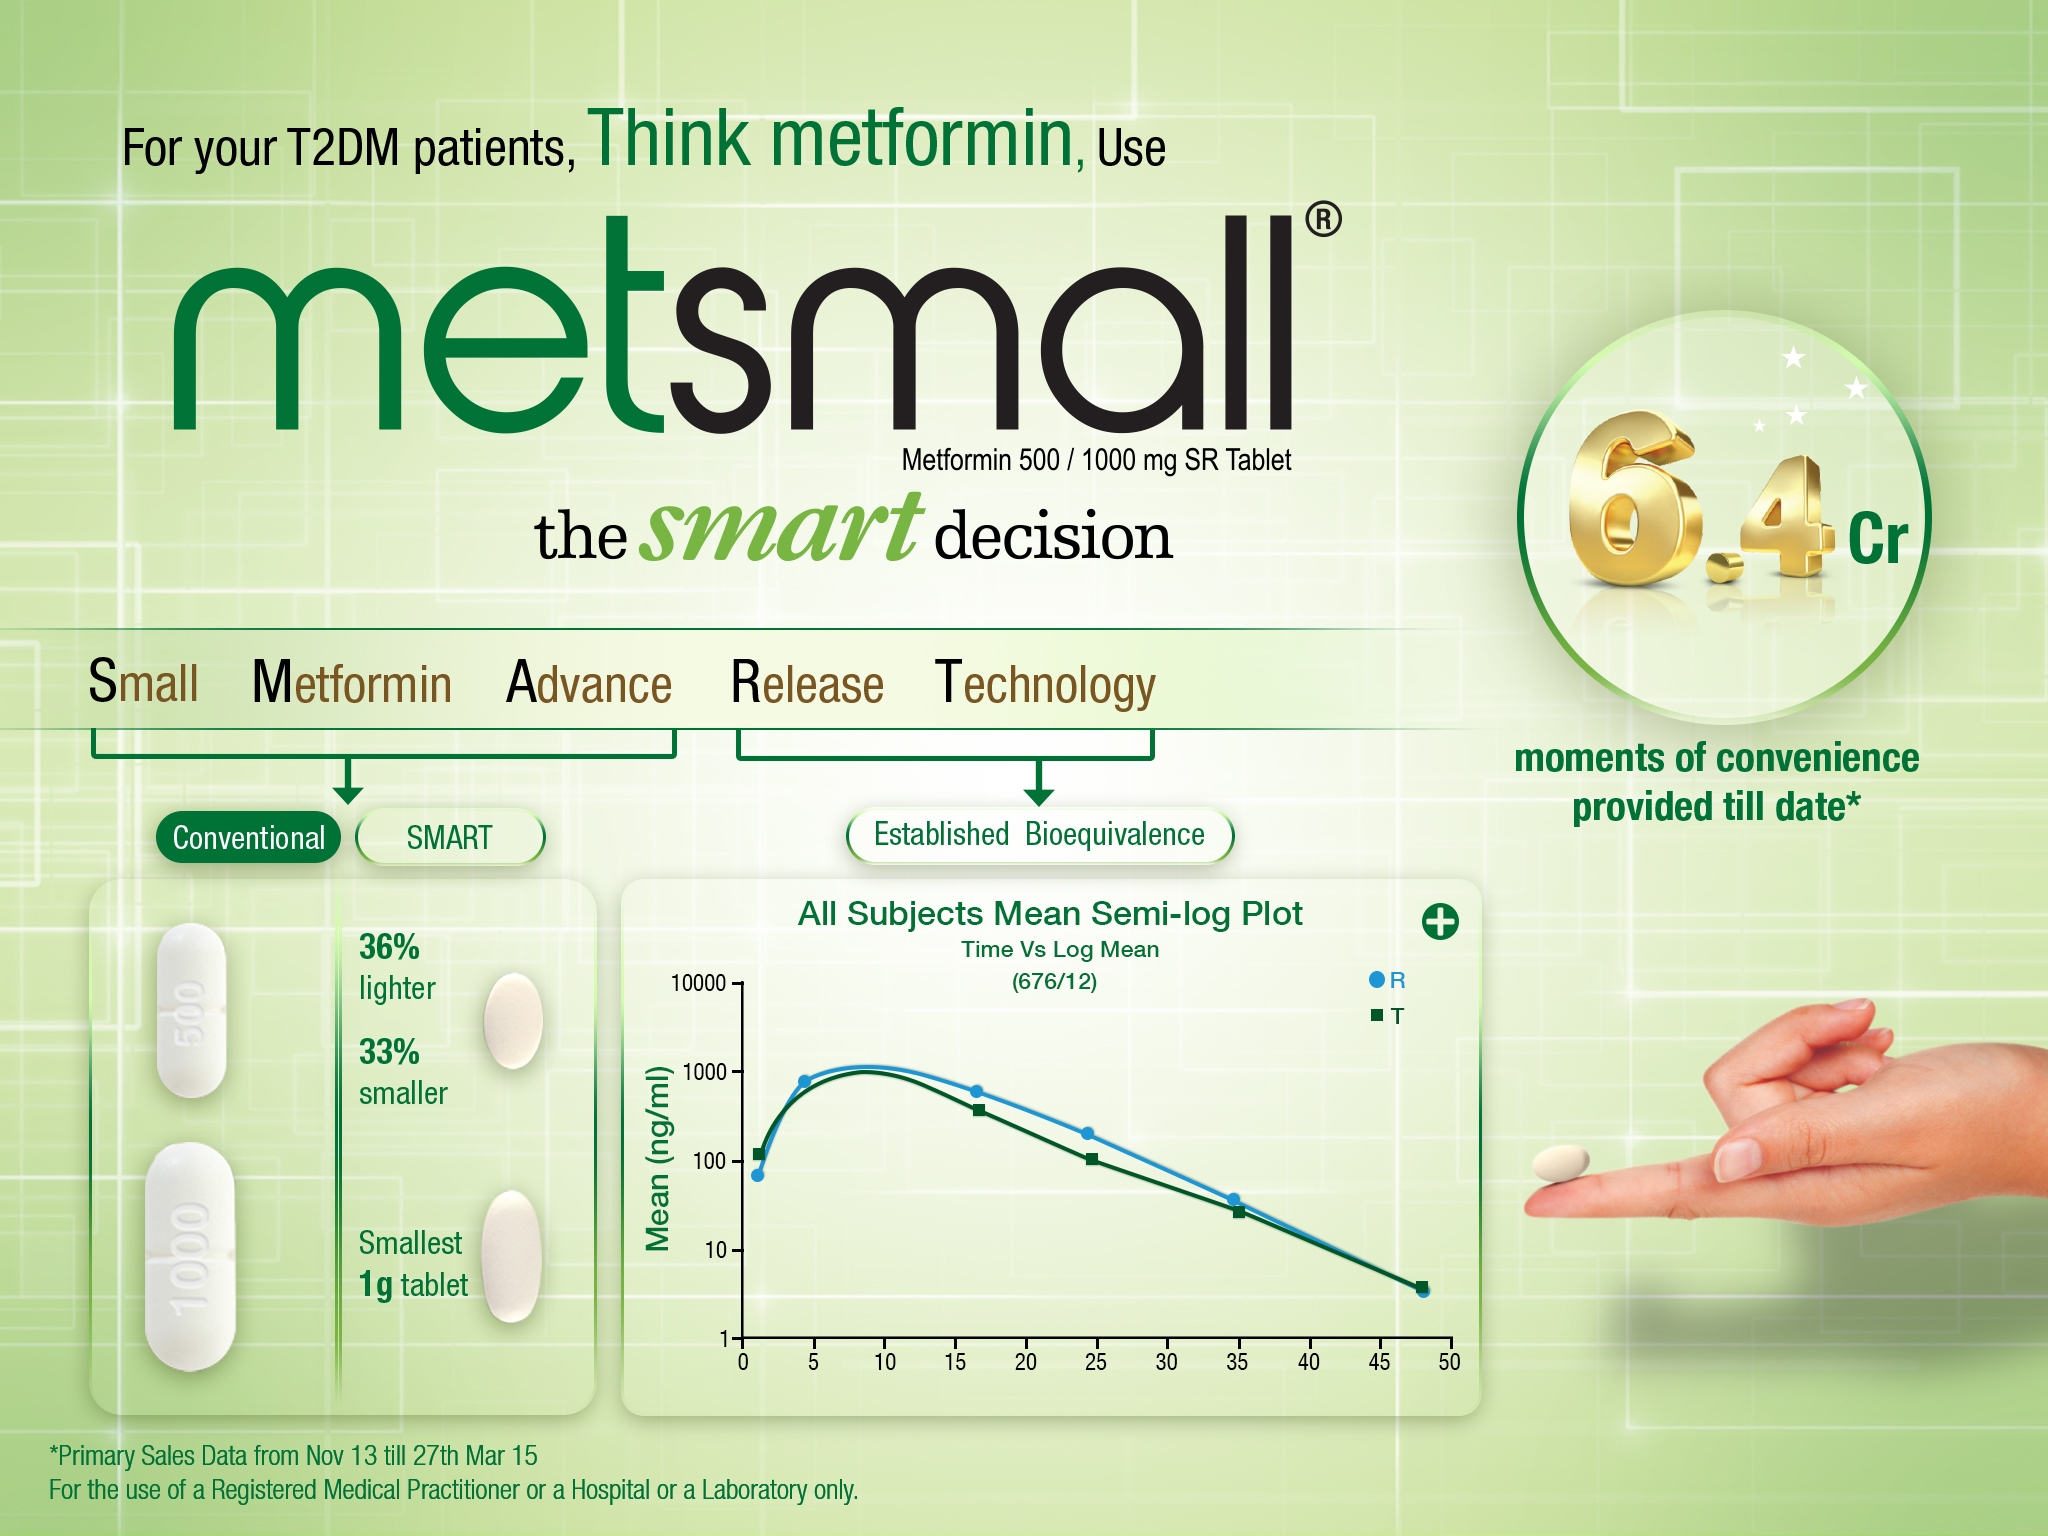 For your T2DM patients, Think metformin, Use
metsmall®
Metformin 500 / 1000 mg SR Tablet
the smart decision
6.4 Cr
moments of convenience
provided till date*
Small Metformin Advance Release Technology
Conventional SMART
500
36%
lighter
33%
smaller
1000
Smallest
1g tablet
Established Bioequivalence
All Subjects Mean Semi-log Plot
Time Vs Log Mean
(676/12)
R
T
Mean (ng/ml)
10000
1000
100
10
1
0 5 10 15 20 25 30 35 40 45 50
*Primary Sales Data from Nov 13 till 27th Mar 15
For the use of a Registered Medical Practitioner or a Hospital or a Laboratory only.